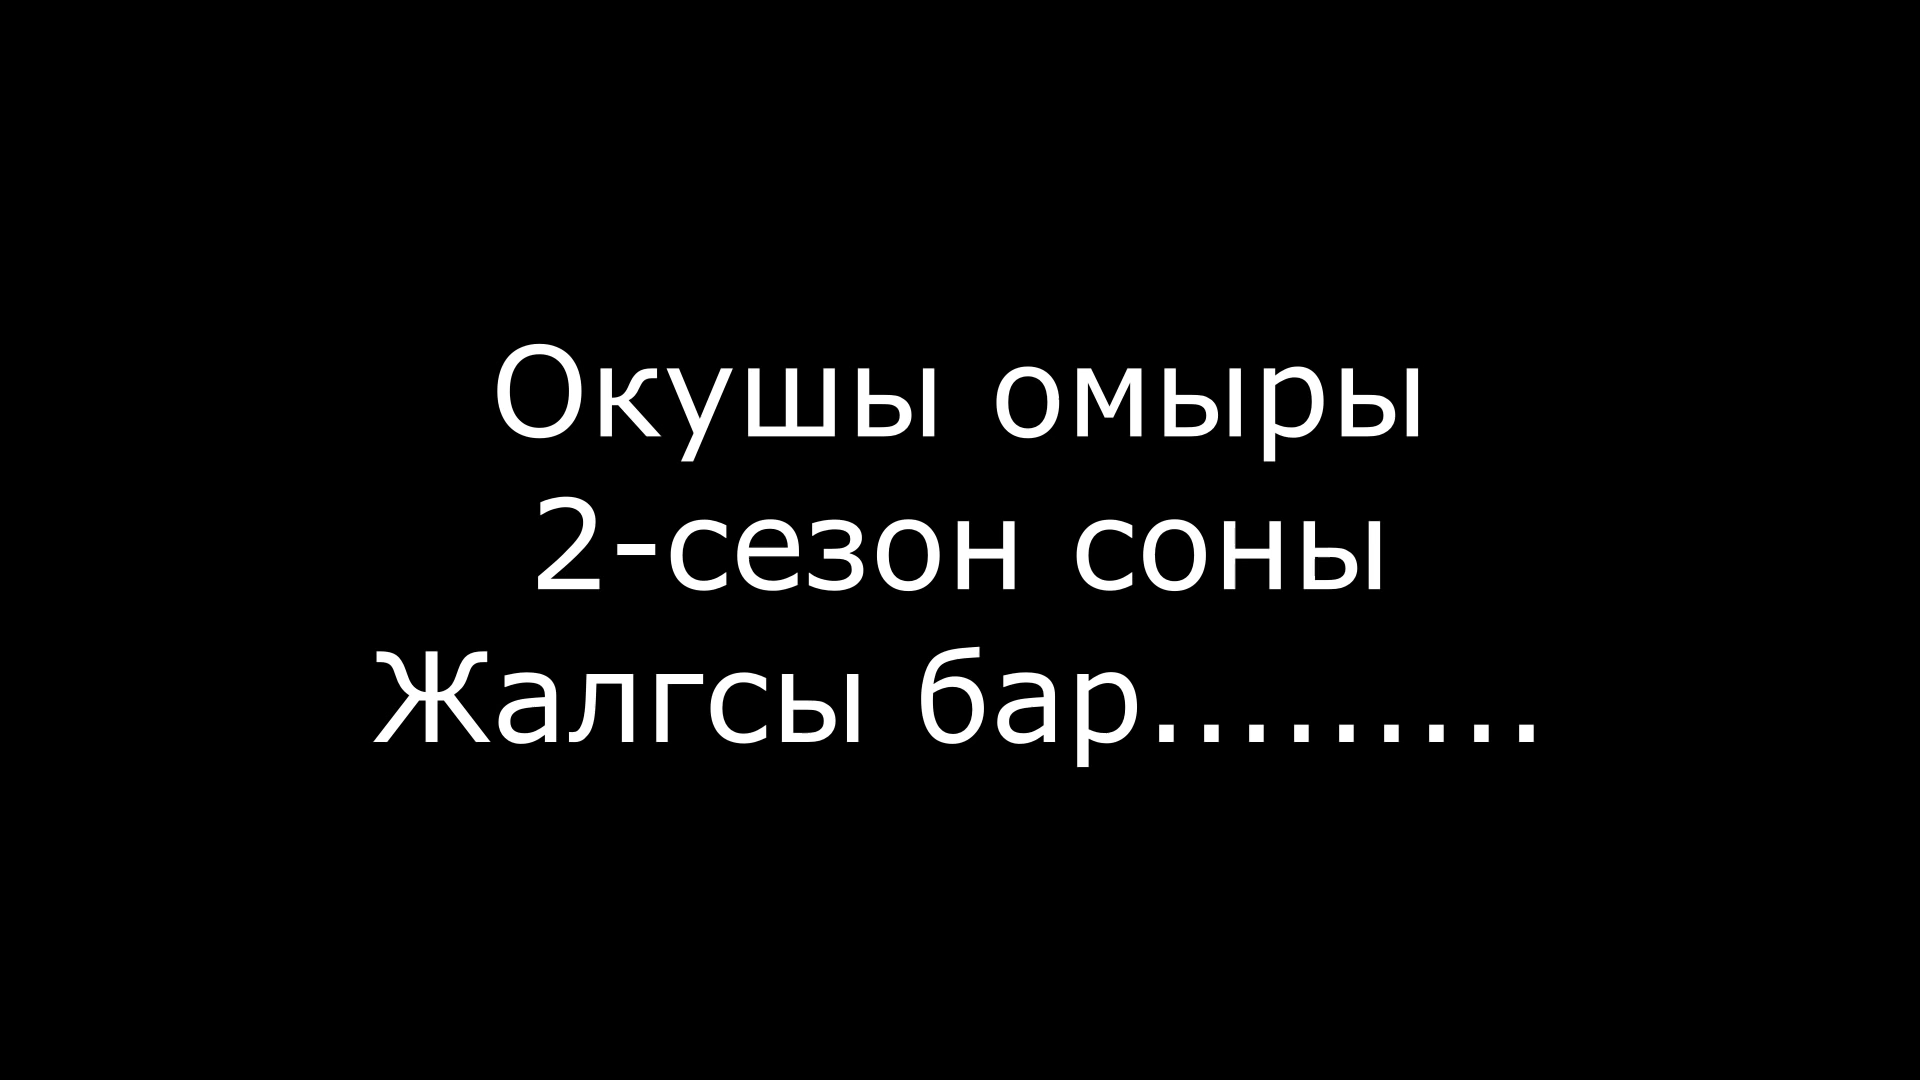 Окушы омыры
2-сезон соны
Жалгсы бар.........